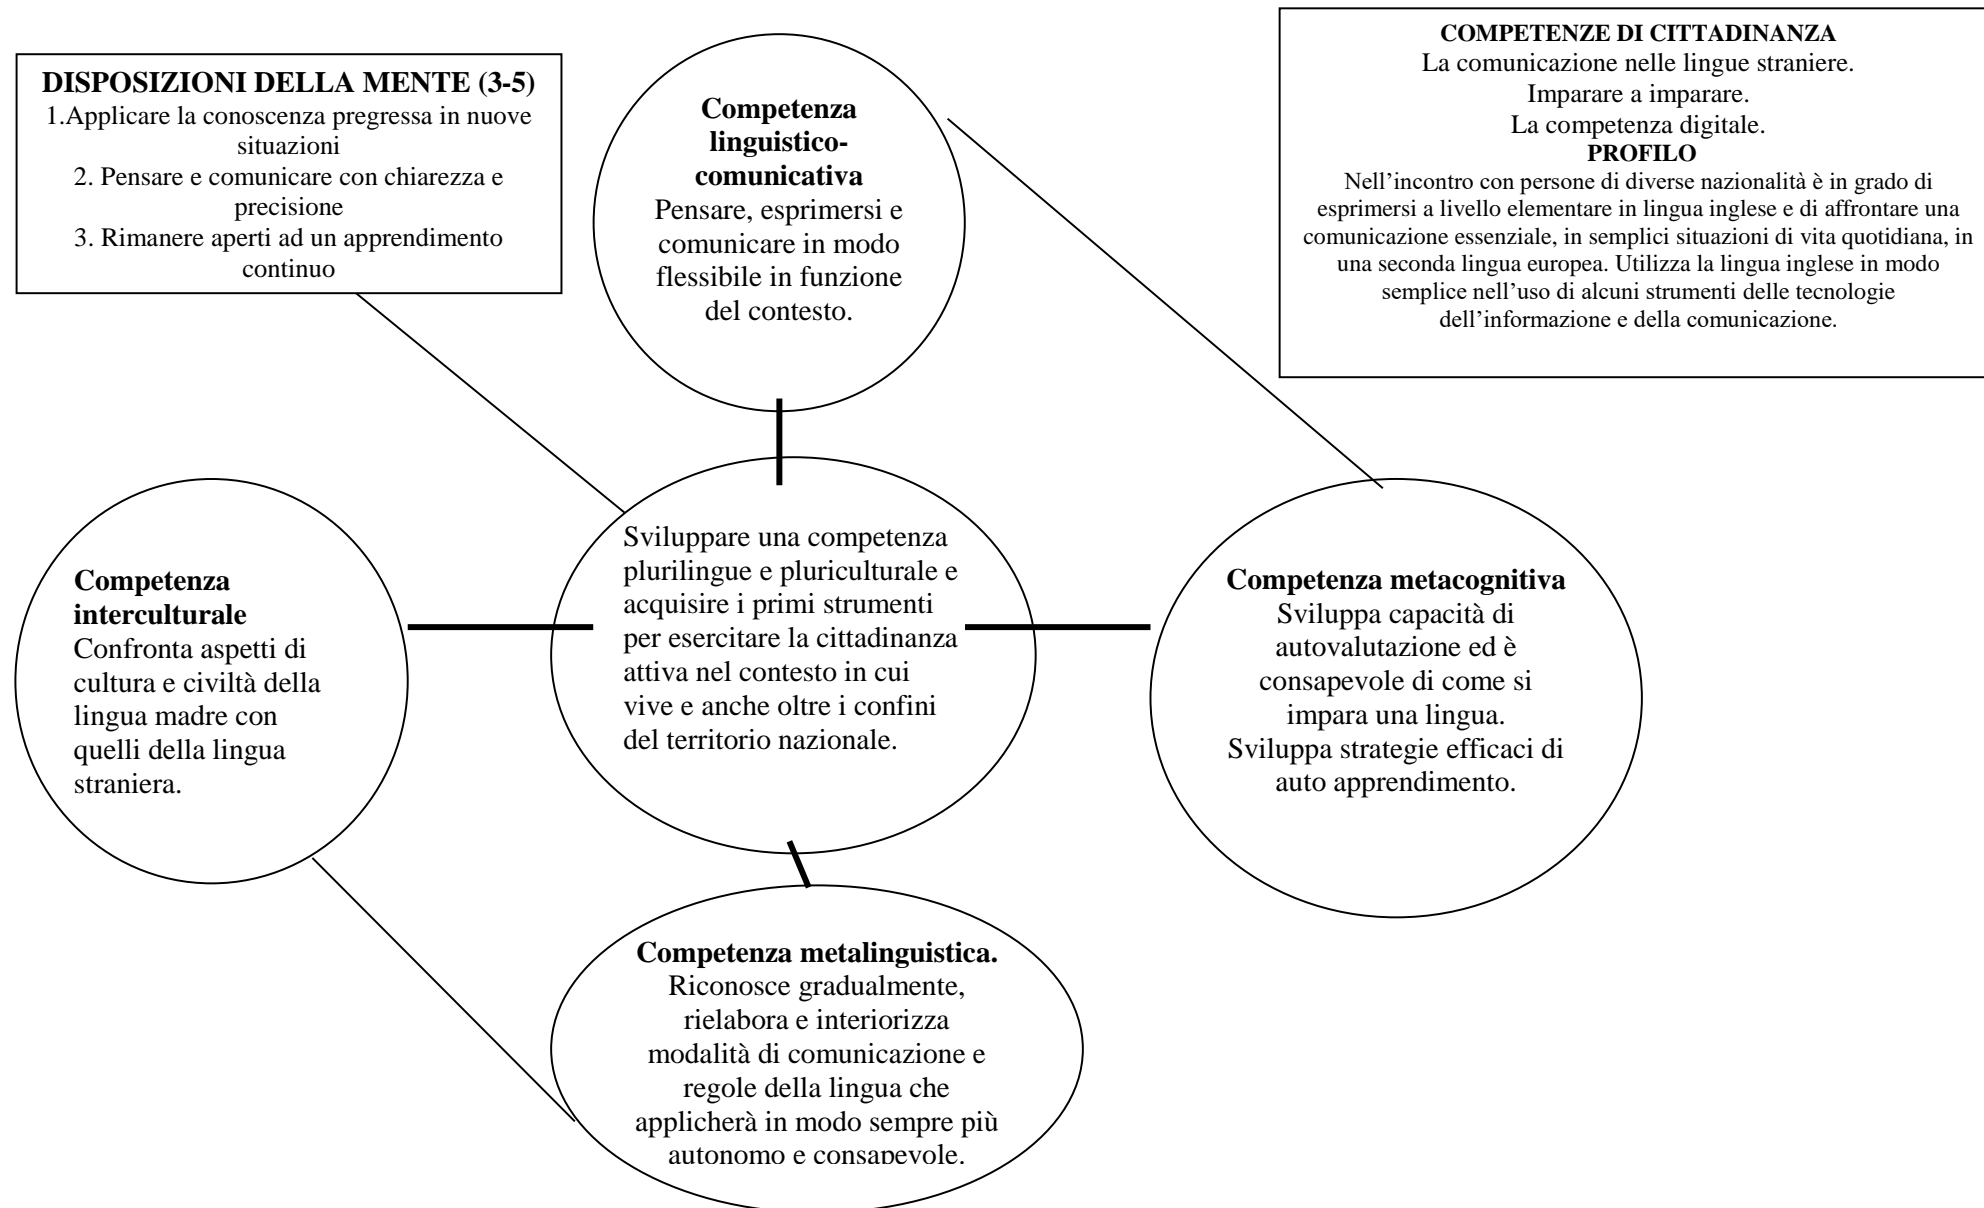 DISPOSIZIONI DELLA MENTE (3-5)
1.Applicare la conoscenza pregressa in nuove
situazioni
2. Pensare e comunicare con chiarezza e
precisione
3. Rimanere aperti ad un apprendimento
continuo
Competenza
linguistico-
comunicativa
Pensare, esprimersi e
comunicare in modo
flessibile in funzione
del contesto.
COMPETENZE DI CITTADINANZA
La comunicazione nelle lingue straniere.
Imparare a imparare.
La competenza digitale.
PROFILO
Nell’incontro con persone di diverse nazionalità è in grado di
esprimersi a livello elementare in lingua inglese e di affrontare una
comunicazione essenziale, in semplici situazioni di vita quotidiana, in
una seconda lingua europea. Utilizza la lingua inglese in modo
semplice nell’uso di alcuni strumenti delle tecnologie
dell’informazione e della comunicazione.
Competenza
interculturale
Confronta aspetti di
cultura e civiltà della
lingua madre con
quelli della lingua
straniera.
Sviluppare una competenza
plurilingue e pluriculturale e
acquisire i primi strumenti
per esercitare la cittadinanza
attiva nel contesto in cui
vive e anche oltre i confini
del territorio nazionale.
Competenza metacognitiva
Sviluppa capacità di
autovalutazione ed è
consapevole di come si
impara una lingua.
Sviluppa strategie efficaci di
auto apprendimento.
Competenza metalinguistica.
Riconosce gradualmente,
rielabora e interiorizza
modalità di comunicazione e
regole della lingua che
applicherà in modo sempre più
autonomo e consapevole.